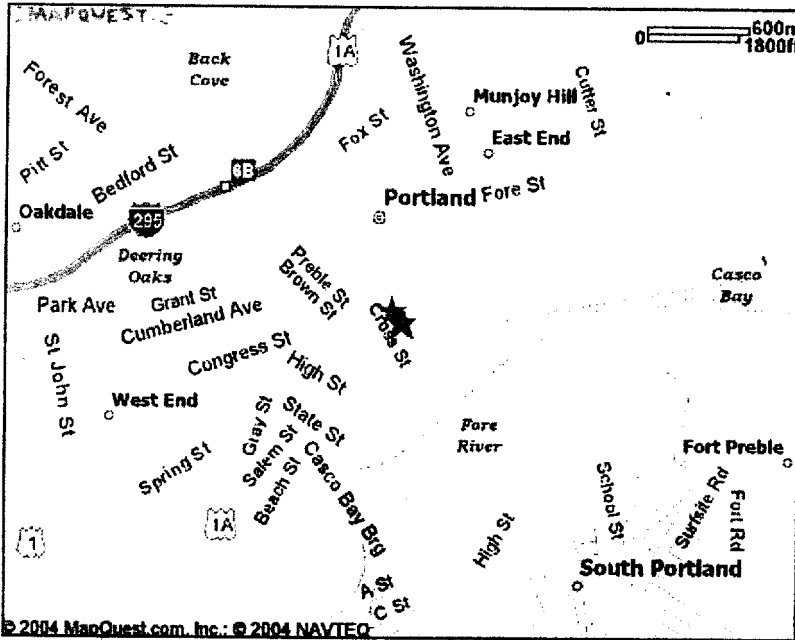 MAPQUEST
600m
0
1800ft
Back
Cove
1A
Forest Ave
Washington Ave
Munjoy Hill
Cutter St
Fox St
East End
Pitt St
Bedford St
6B
Oakdale
Portland
Fore St
295
Deering
Oaks
Preble St
Brown St
Casco
Bay
Park Ave
Grant St
Cumberland Ave
Cross St
St John St
Congress St
High St
West End
Gray St
State St
Fore
River
Fort Preble
Spring St
Salem St
Beach St
Casco Bay Brg
School St
Surfsite Rd
Fort Rd
1
1A
High St
South Portland
A St
C St
© 2004 MapQuest.com, Inc.; © 2004 NAVTEQ